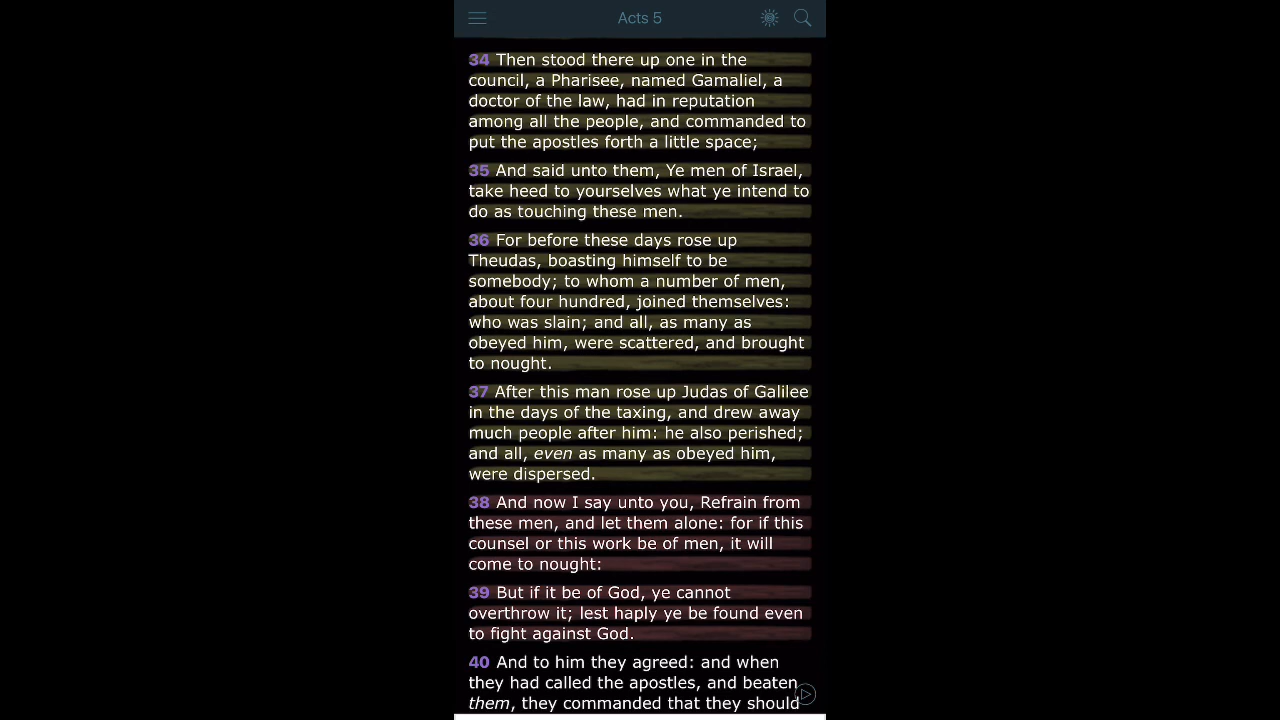 Acts 5
34 Then stood there up one in the
council, a Pharisee, named Gamaliel, a
doctor of the law, had in reputation
among all the people, and commanded to
put the apostles forth a little space;
35 And said unto them, Ye men of Israel,
take heed to yourselves what ye intend to
do as touching these men.
36 For before these days rose up
Theudas, boasting himself to be
somebody; to whom a number of men,
about four hundred, joined themselves:
who was slain; and all, as many as
obeyed him, were scattered, and brought
to nought.
37 After this man rose up Judas of Galilee
in the days of the taxing, and drew away
much people after him: he also perished;
and all, even as many as obeyed him,
were dispersed.
38 And now I say unto you, Refrain from
these men, and let them alone: for if this
counsel or this work be of men, it will
come to nought:
39 But if it be of God, ye cannot
overthrow it; lest haply ye be found even
to fight against God.
40 And to him they agreed: and when
they had called the apostles, and beaten
them, they commanded that they should